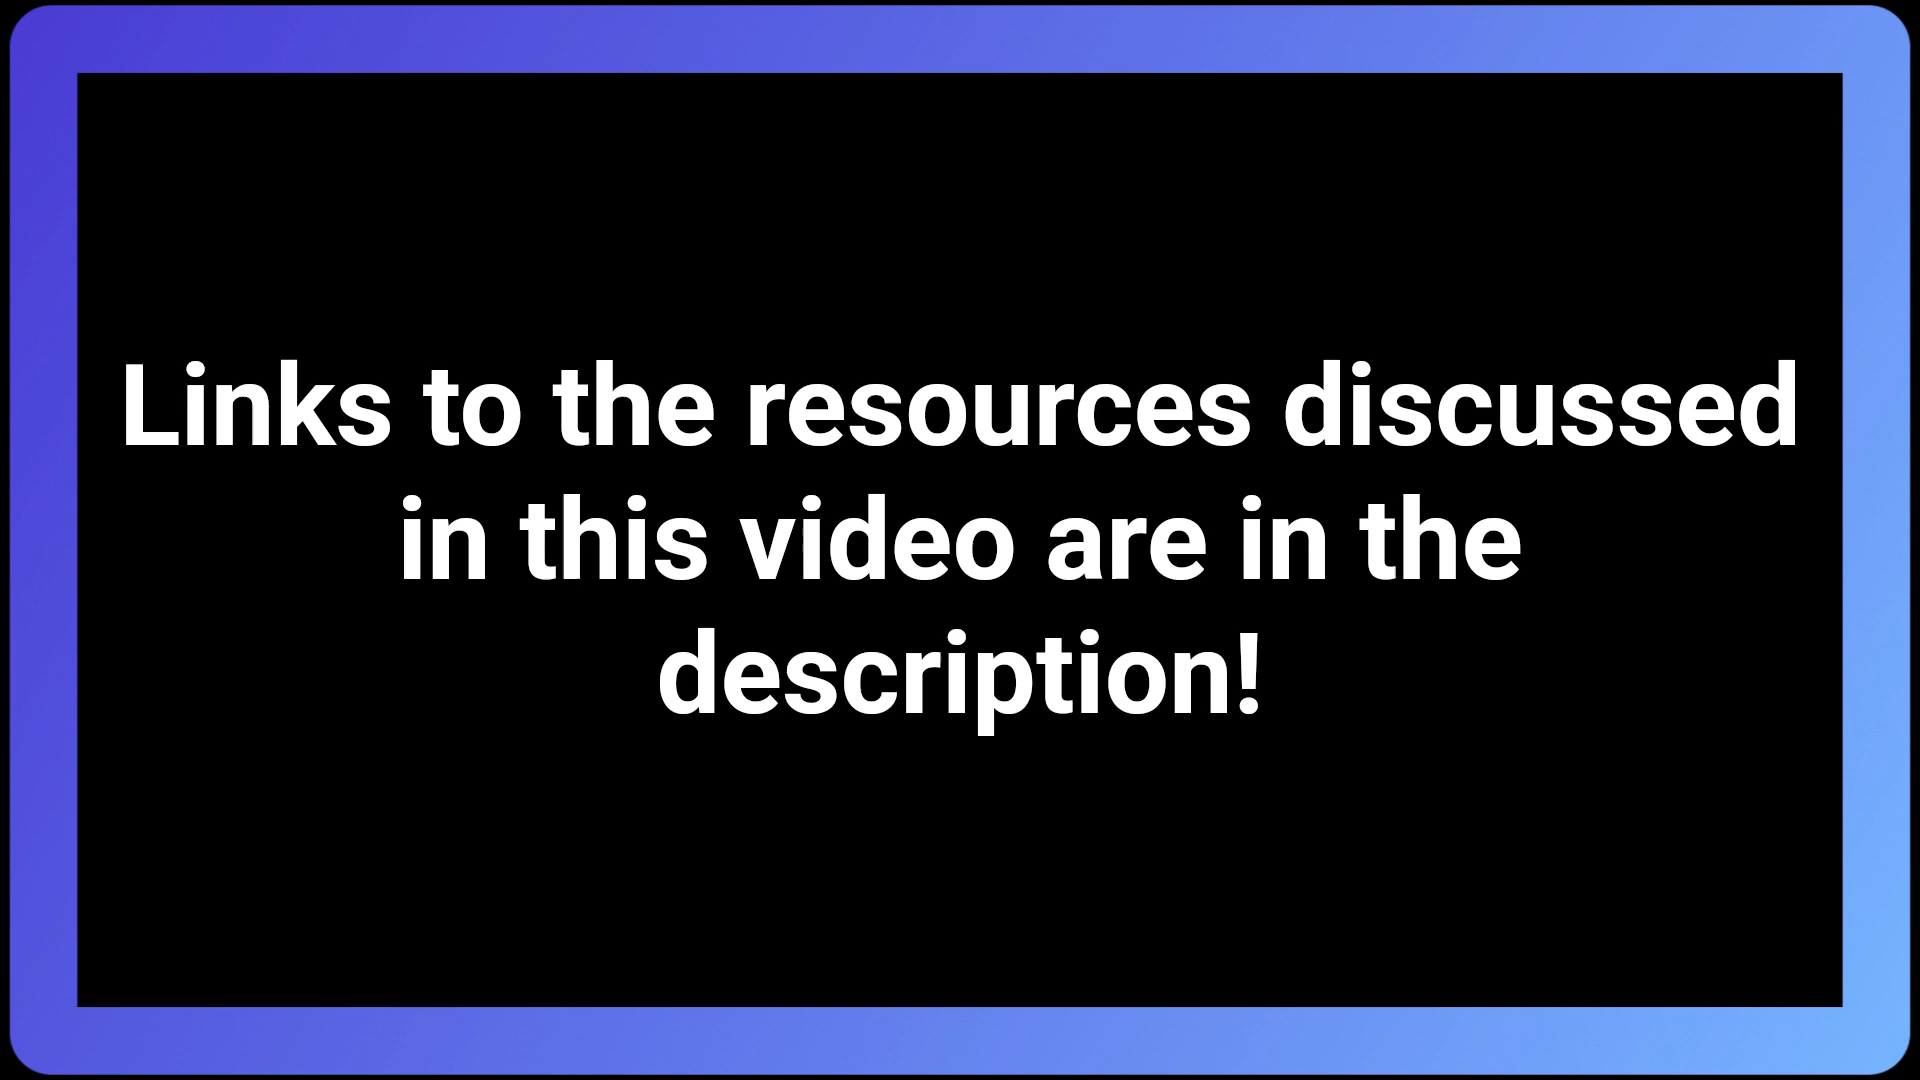 Links to the resources discussed
in this video are in the
description!